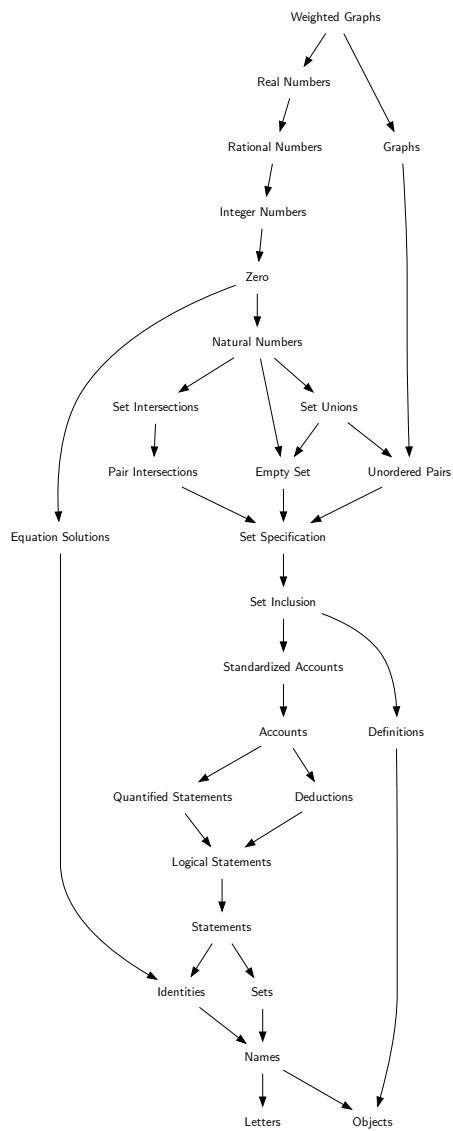 Weighted Graphs
Real Numbers
Rational Numbers
Graphs
Integer Numbers
Zero
Natural Numbers
Set Intersections
Set Unions
Pair Intersections
Empty Set
Unordered Pairs
Equation Solutions
Set Specification
Set Inclusion
Standardized Accounts
Accounts
Definitions
Quantified Statements
Deductions
Logical Statements
Statements
Identities
Sets
Names
Letters
Objects